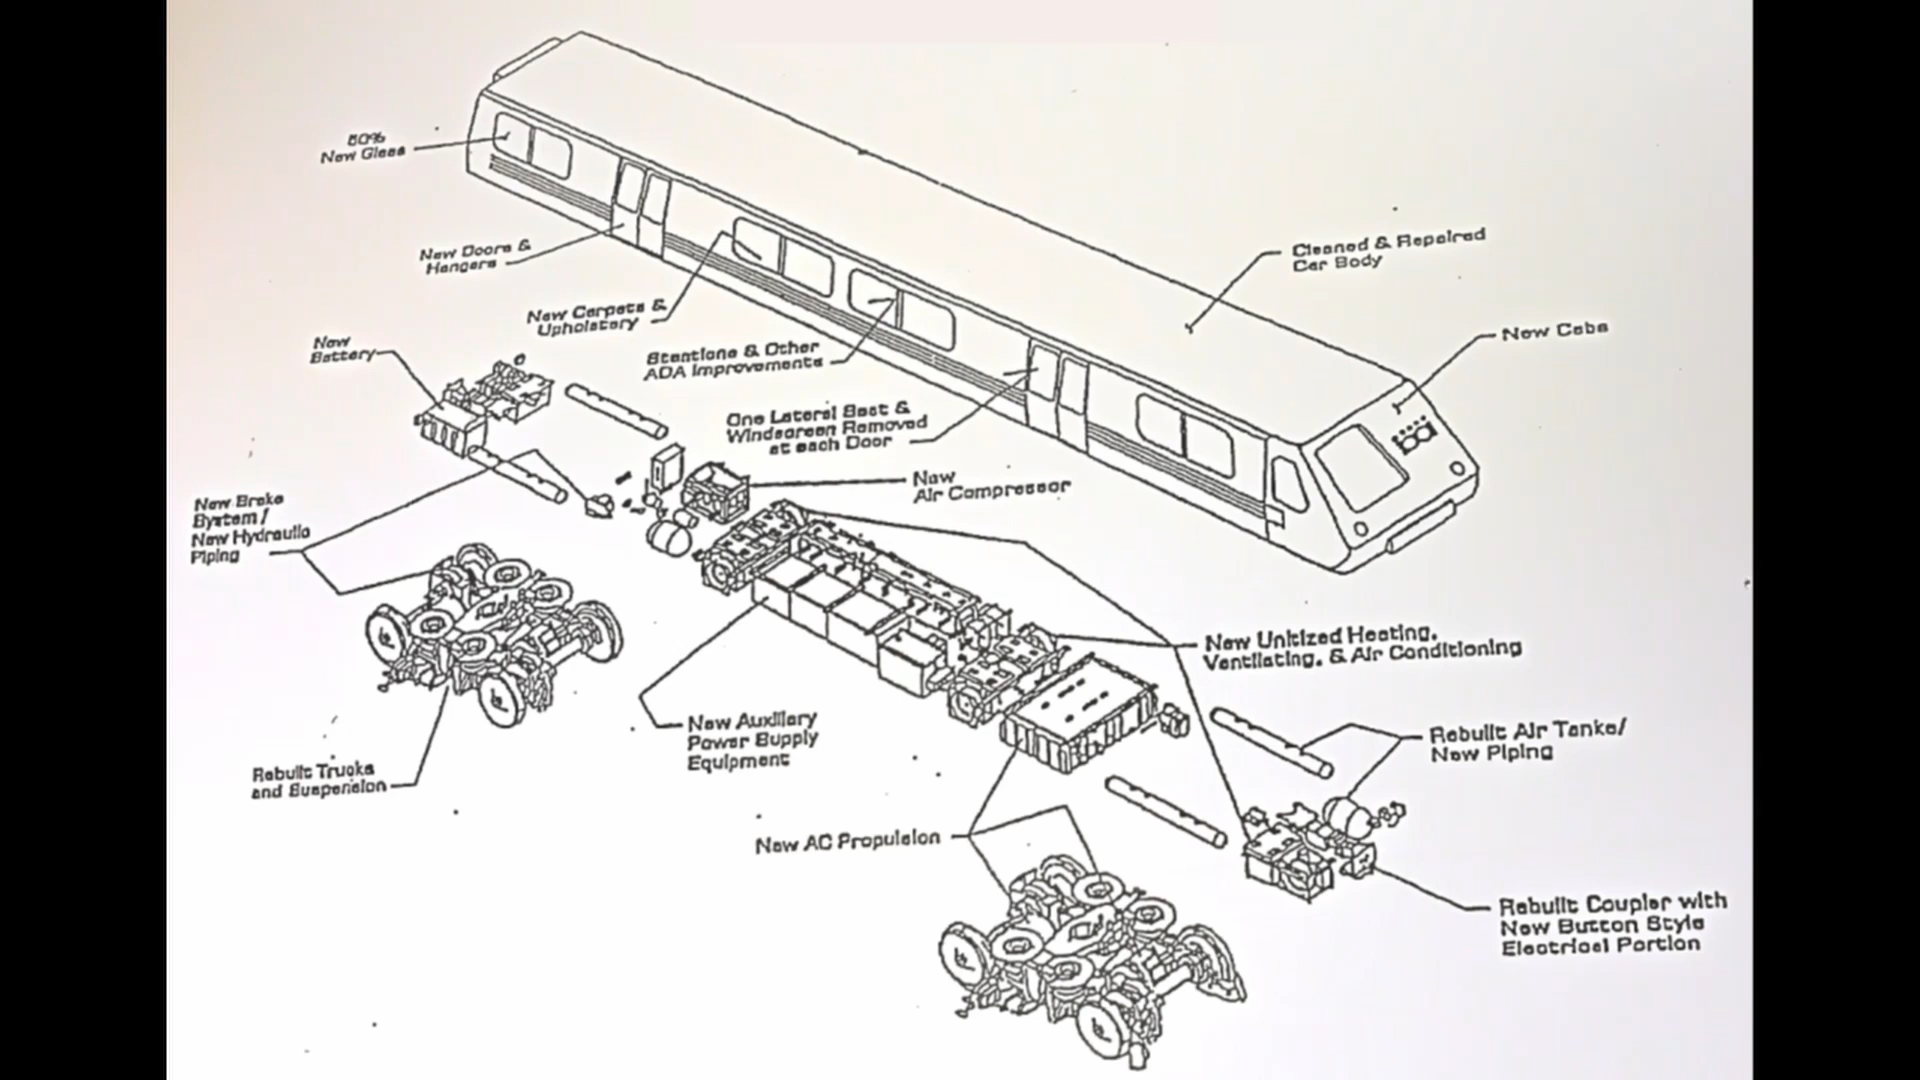 50%
New Glass
New Doors &
Hangers
New Carpets &
Upholstery
New
Battery
Stantions & Other
ADA Improvements
One Lateral Seat &
Windscreen Removed
at each Door
Cleaned & Repaired
Car Body
New Cabs
New
Air Compressor
New Brake
System /
New Hydraulic
Piping
New Unitized Heating,
Ventilating, & Air Conditioning
New Auxiliary
Power Supply
Equipment
Rebuilt Air Tanks/
New Piping
Rebuilt Trucks
and Suspension
New AC Propulsion
Rebuilt Coupler with
New Button Style
Electrical Portion